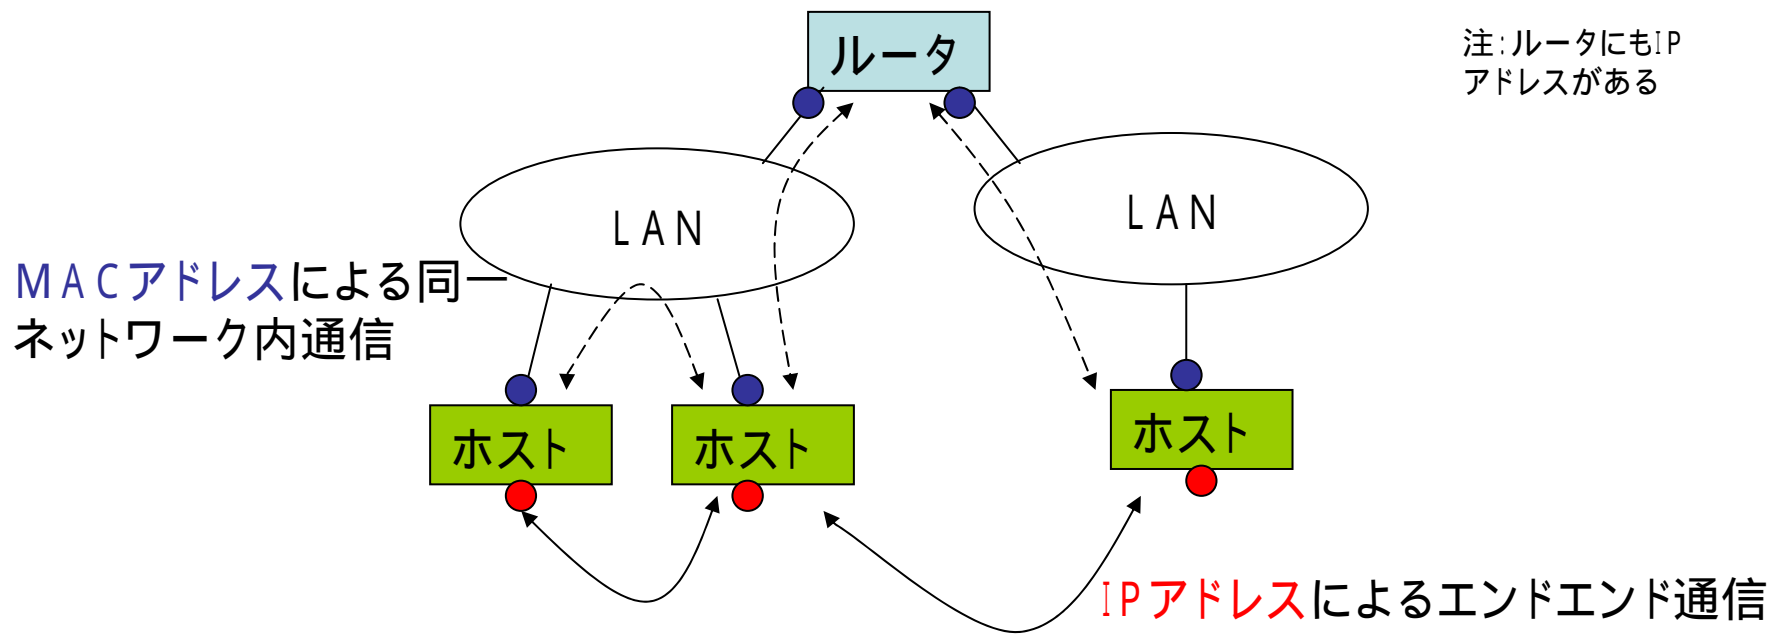 ルータ
注:ルータにもIP
アドレスがある
LAN
LAN
MACアドレスによる同一
ネットワーク内通信
ホスト
ホスト
ホスト
IPアドレスによるエンドエンド通信